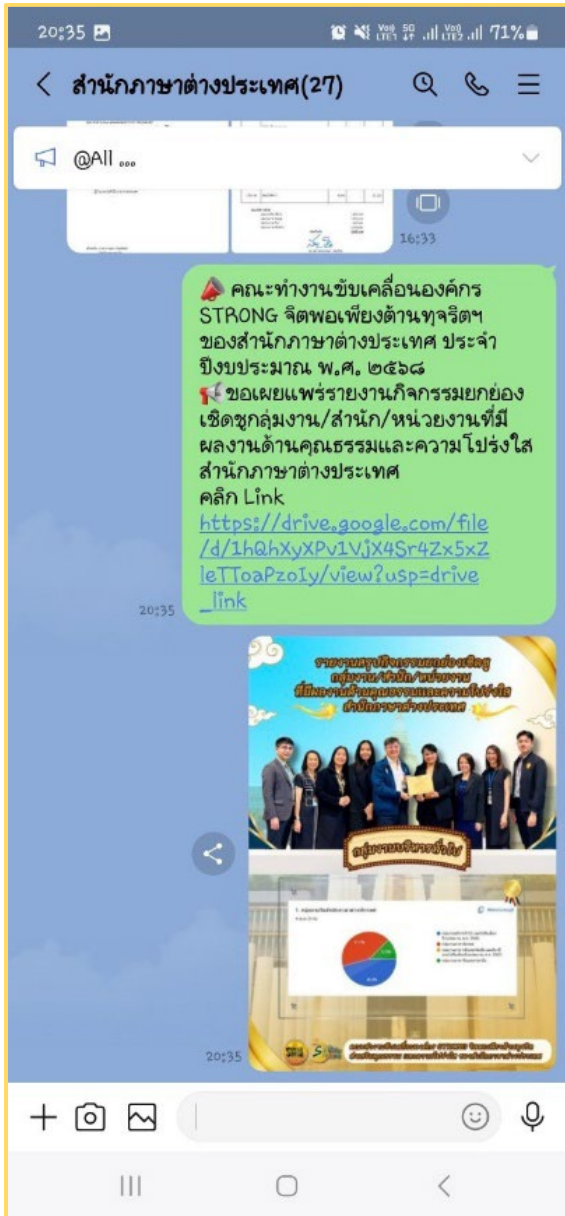 20:35
71%
สำนักภาษาต่างประเทศ(27)
@All ...
16:33
📣 คณะทำงานขับเคลื่อนองค์กร
STRONG จิตพอเพียงต้านทุจริตฯ
ของสำนักภาษาต่างประเทศ ประจำ
ปีงบประมาณ พ.ศ. ๒๕๖๘
📢ขอเผยแพร่รายงานกิจกรรมยกย่อง
เชิดชูกลุ่มงาน/สำนัก/หน่วยงานที่มี
ผลงานด้านคุณธรรมและความโปร่งใส
สำนักภาษาต่างประเทศ
คลิก Link
https://drive.google.com/file
/d/1hQhXyXPv1VjX4Sr4Zx5xZ
leTToaPzoIy/view?usp=drive
_link
20:35
รายงานสรุปกิจกรรมยกย่องเชิดชู
กลุ่มงาน/สำนัก/หน่วยงาน
ที่มีผลงานด้านคุณธรรมและความโปร่งใส
สำนักภาษาต่างประเทศ
กลุ่มงานบริหารทั่วไป
20:35